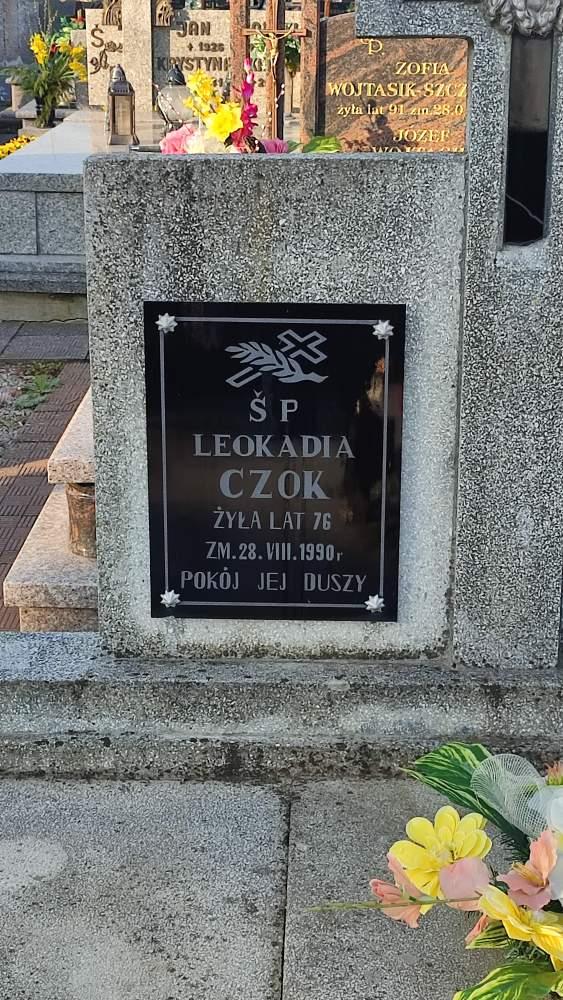 JAN
* 1926
KRYSTYNA
P
ZOFIA
WOJTASIK-SZCZ
żyła lat 91 zm.28.0
JÓZEF
Ś P
LEOKADIA
CZOK
ŻYŁA LAT 76
ZM. 28. VIII. 1990r
POKÓJ JEJ DUSZY